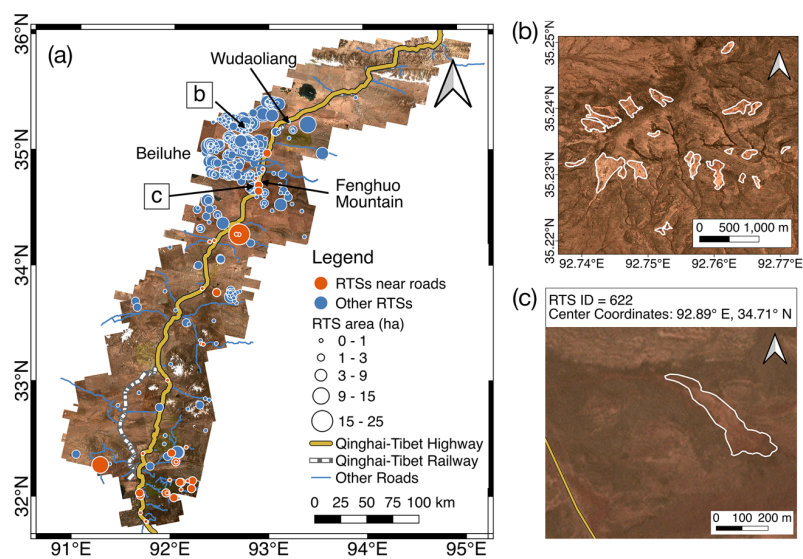 (a)
36°N
35°N
34°N
33°N
32°N
91°E
92°E
93°E
94°E
95°E
Wudaoliang
b
Beiluhe
c
Fenghuo
Mountain
Legend
RTSs near roads
Other RTSs
RTS area (ha)
0 - 1
1 - 3
3 - 9
9 - 15
15 - 25
Qinghai-Tibet Highway
Qinghai-Tibet Railway
Other Roads
0 25 50 75 100 km
(b)
35.25°N
35.24°N
35.23°N
35.22°N
0 500 1,000 m
92.74°E 92.75°E 92.76°E 92.77°E
(c)
RTS ID = 622
Center Coordinates: 92.89° E, 34.71° N
0 100 200 m